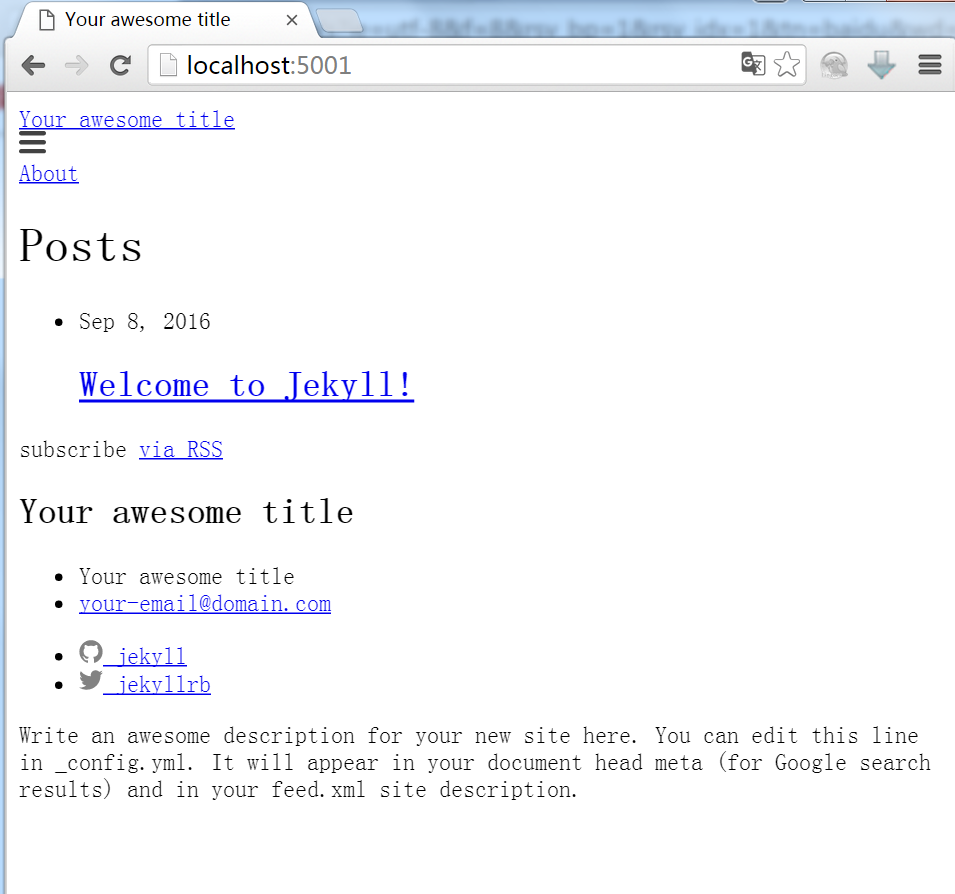 Your awesome title
localhost:5001
Your awesome title
About
Posts
Sep 8, 2016
Welcome to Jekyll!
subscribe via RSS
Your awesome title
Your awesome title
your-email@domain.com
jekyll
jekyllrb
Write an awesome description for your new site here. You can edit this line
in _config.yml. It will appear in your document head meta (for Google search
results) and in your feed.xml site description.